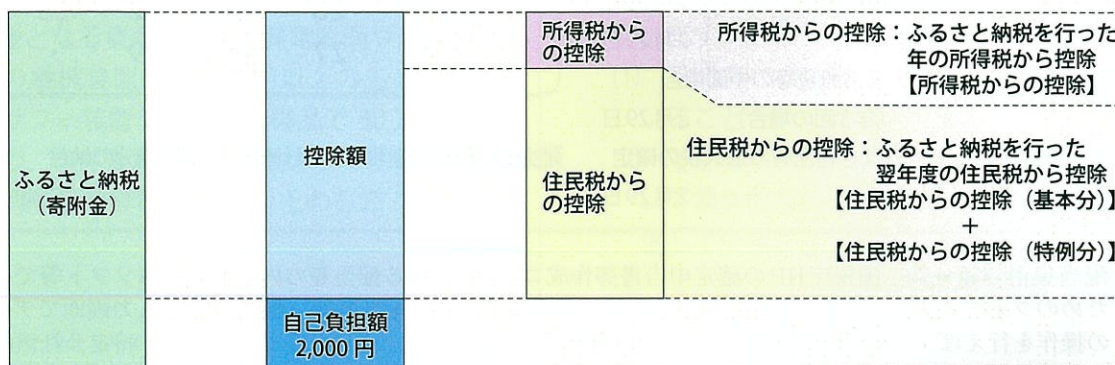 ふるさと納税
(寄附金)
控除額
自己負担額
2,000 円
所得税から
の控除
住民税から
の控除
所得税からの控除：ふるさと納税を行った
年の所得税から控除
【所得税からの控除】
住民税からの控除：ふるさと納税を行った
翌年度の住民税から控除
【住民税からの控除（基本分）】
＋
【住民税からの控除（特例分）】